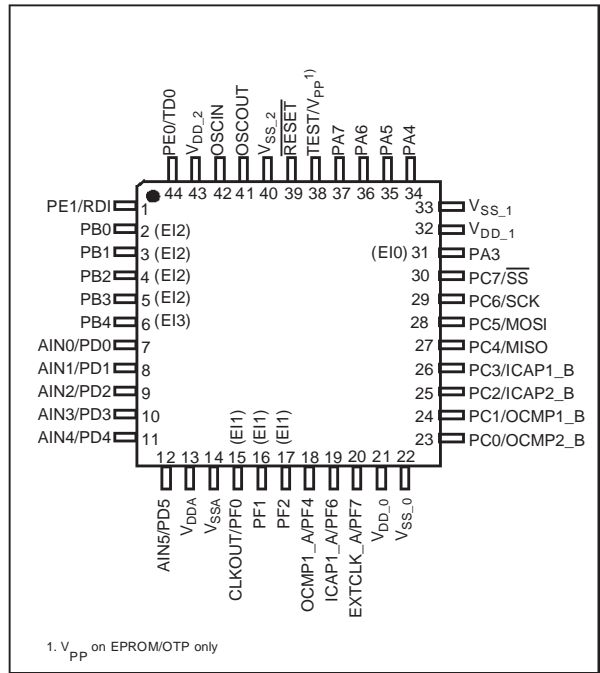 PE0/TD0
VDD_2
OSCIN
OSCOUT
VSS_2
RESET
TEST/VPP1)
PA7
PA6
PA5
PA4
44 43 42 41 40 39 38 37 36 35 34
PE1/RDI 1
PB0 2 (EI2)
PB1 3 (EI2)
PB2 4 (EI2)
PB3 5 (EI2)
PB4 6 (EI3)
AIN0/PD0 7
AIN1/PD1 8
AIN2/PD2 9
AIN3/PD3 10
AIN4/PD4 11
33 VSS_1
32 VDD_1
(EI0) 31 PA3
30 PC7/SS
29 PC6/SCK
28 PC5/MOSI
27 PC4/MISO
26 PC3/ICAP1_B
25 PC2/ICAP2_B
24 PC1/OCMP1_B
23 PC0/OCMP2_B
(EI1)
(EI1)
(EI1)
12 13 14 15 16 17 18 19 20 21 22
AIN5/PD5
VDDA
VSSA
CLKOUT/PF0
PF1
PF2
OCMP1_A/PF4
ICAP1_A/PF6
EXTCLK_A/PF7
VDD_0
VSS_0
1. VPP on EPROM/OTP only